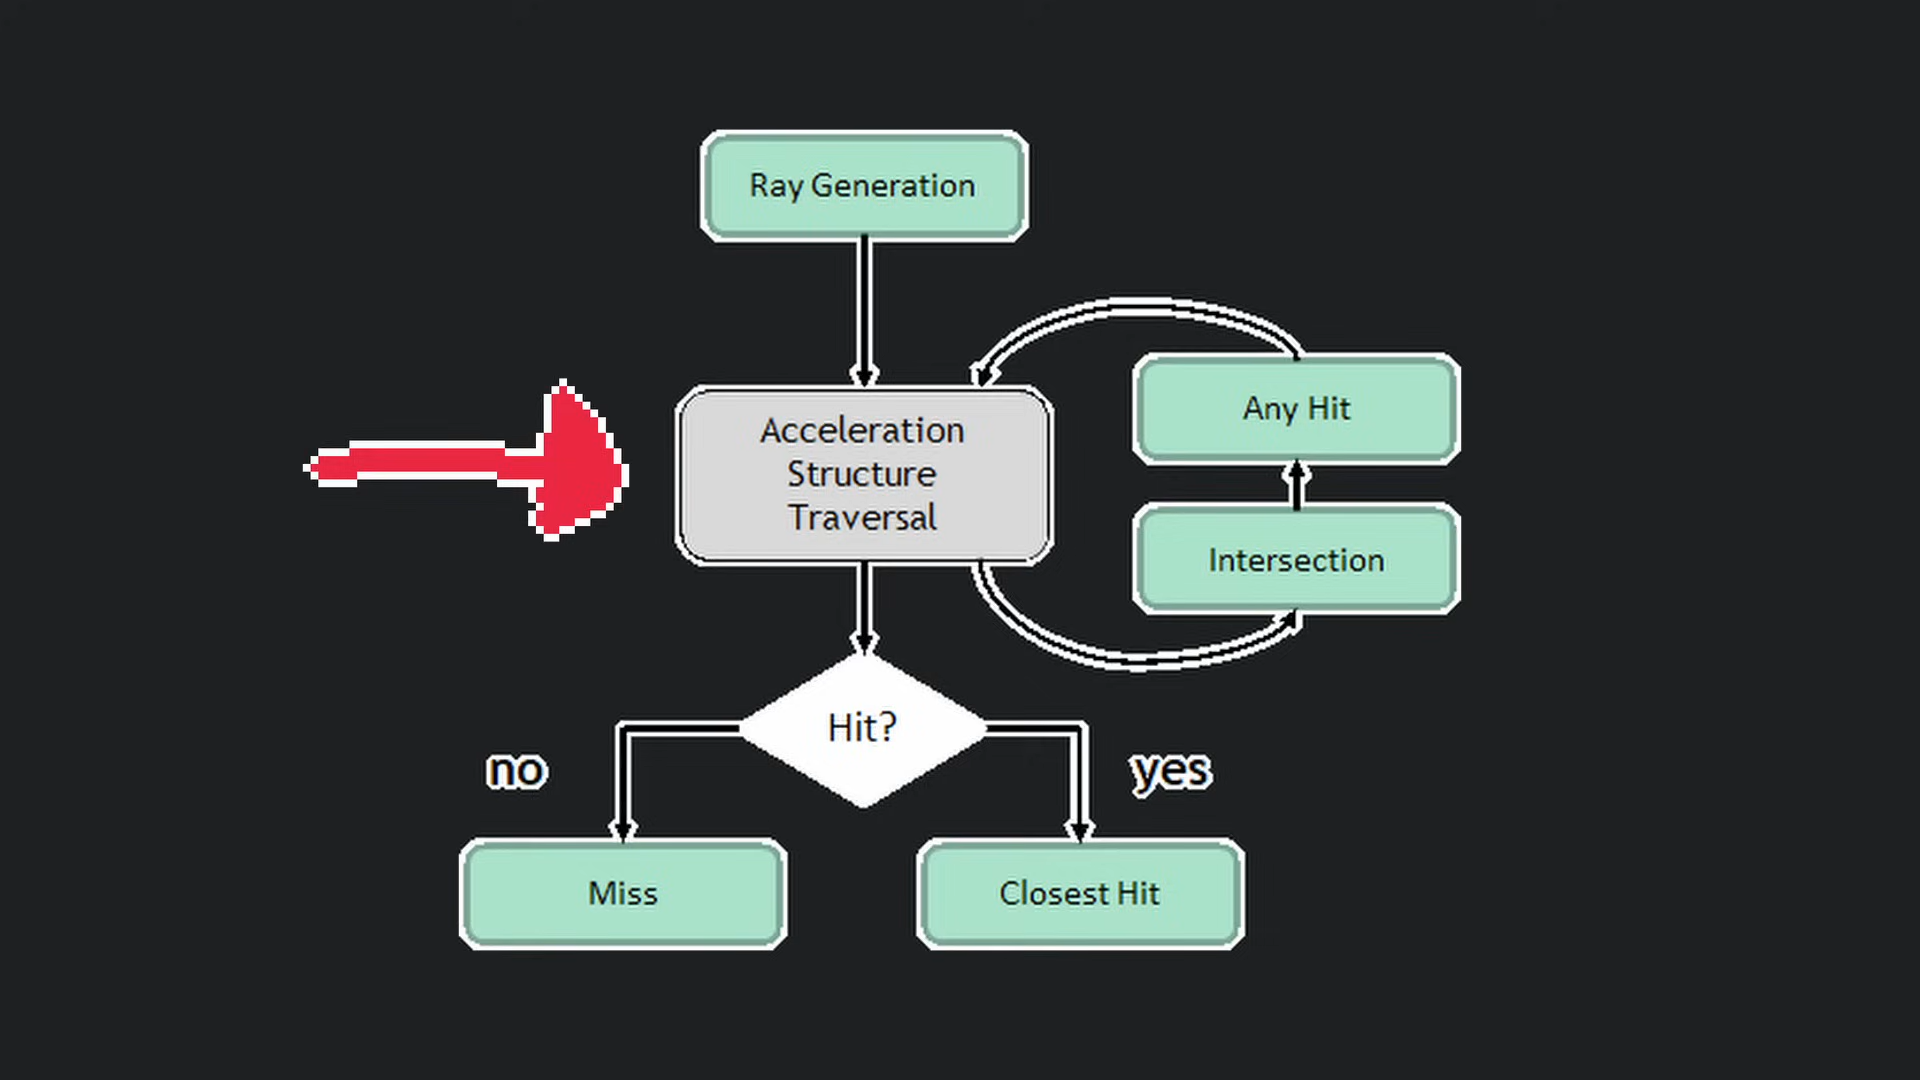 Ray Generation
Acceleration
Structure
Traversal
Any Hit
Intersection
Hit?
no
yes
Miss
Closest Hit